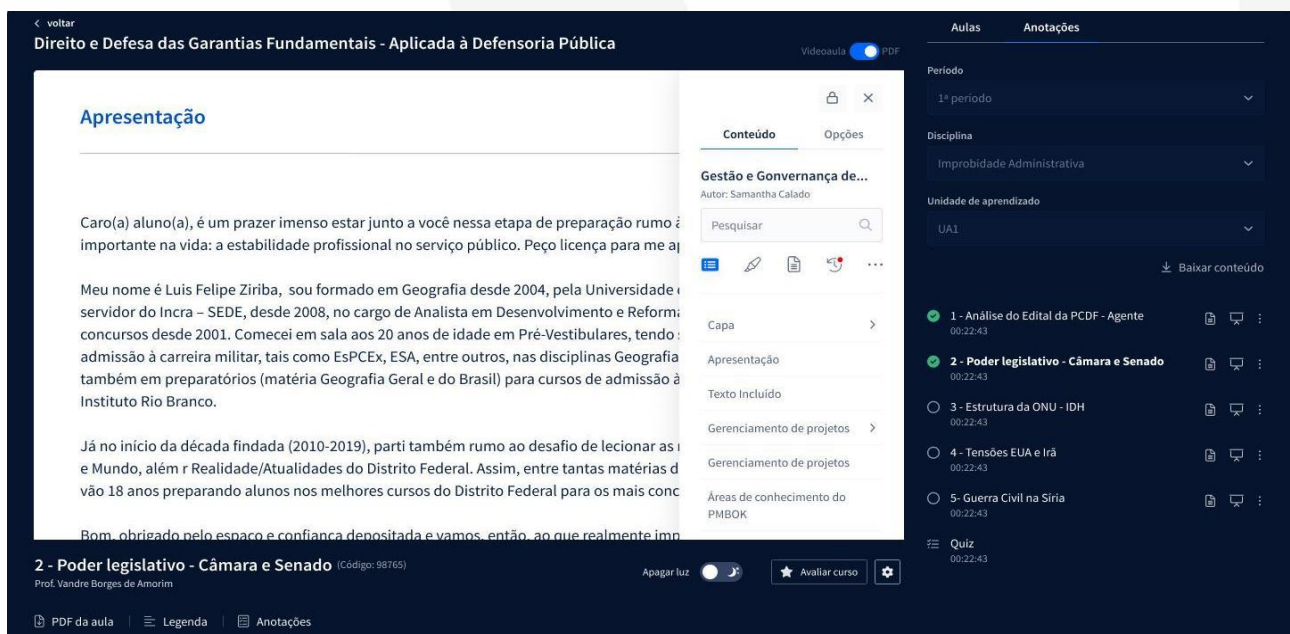 voltar
Direito e Defesa das Garantias Fundamentais - Aplicada à Defensoria Pública
Videoaula PDF
Apresentação
Caro(a) aluno(a), é um prazer imenso estar junto a você nessa etapa de preparação rumo à
importante na vida: a estabilidade profissional no serviço público. Peço licença para me
Meu nome é Luis Felipe Ziriba, sou formado em Geografia desde 2004, pela Universidade
servidor do Incra – SEDE, desde 2008, no cargo de Analista em Desenvolvimento e
concursos desde 2001. Comecei em sala aos 20 anos de idade em Pré-Vestibulares, tendo
admissão à carreira militar, tais como EsPCEx, ESA, entre outros, nas disciplinas Geografia
também em preparatórios (matéria Geografia Geral e do Brasil) para cursos de admissão à
Instituto Rio Branco.
Já no início da década findada (2010-2019), parti também rumo ao desafio de lecionar as
e Mundo, além r Realidade/Atualidades do Distrito Federal. Assim, entre tantas matérias
vão 18 anos preparando alunos nos melhores cursos do Distrito Federal para os mais
Bom, obrigado pelo espaço e confiança depositada e vamos, então, ao que realmente
Conteúdo Opções
Gestão e Gonvernança de...
Autor: Samantha Calado
Pesquisar
Capa
Apresentação
Texto Incluído
Gerenciamento de projetos
Gerenciamento de projetos
Áreas de conhecimento do
PMBOK
2 - Poder legislativo - Câmara e Senado (Código: 98765)
Prof. Vandre Borges de Amorim
Apagar luz
Avaliar curso
PDF da aula
Legenda
Anotações
Aulas Anotações
Período
1º período
Disciplina
Improbidade Administrativa
Unidade de aprendizado
UA1
Baixar conteúdo
1 - Análise do Edital da PCDF - Agente
00:22:43
2 - Poder legislativo - Câmara e Senado
00:22:43
3 - Estrutura da ONU - IDH
00:22:43
4 - Tensões EUA e Irã
00:22:43
5- Guerra Civil na Síria
00:22:43
Quiz
00:22:43